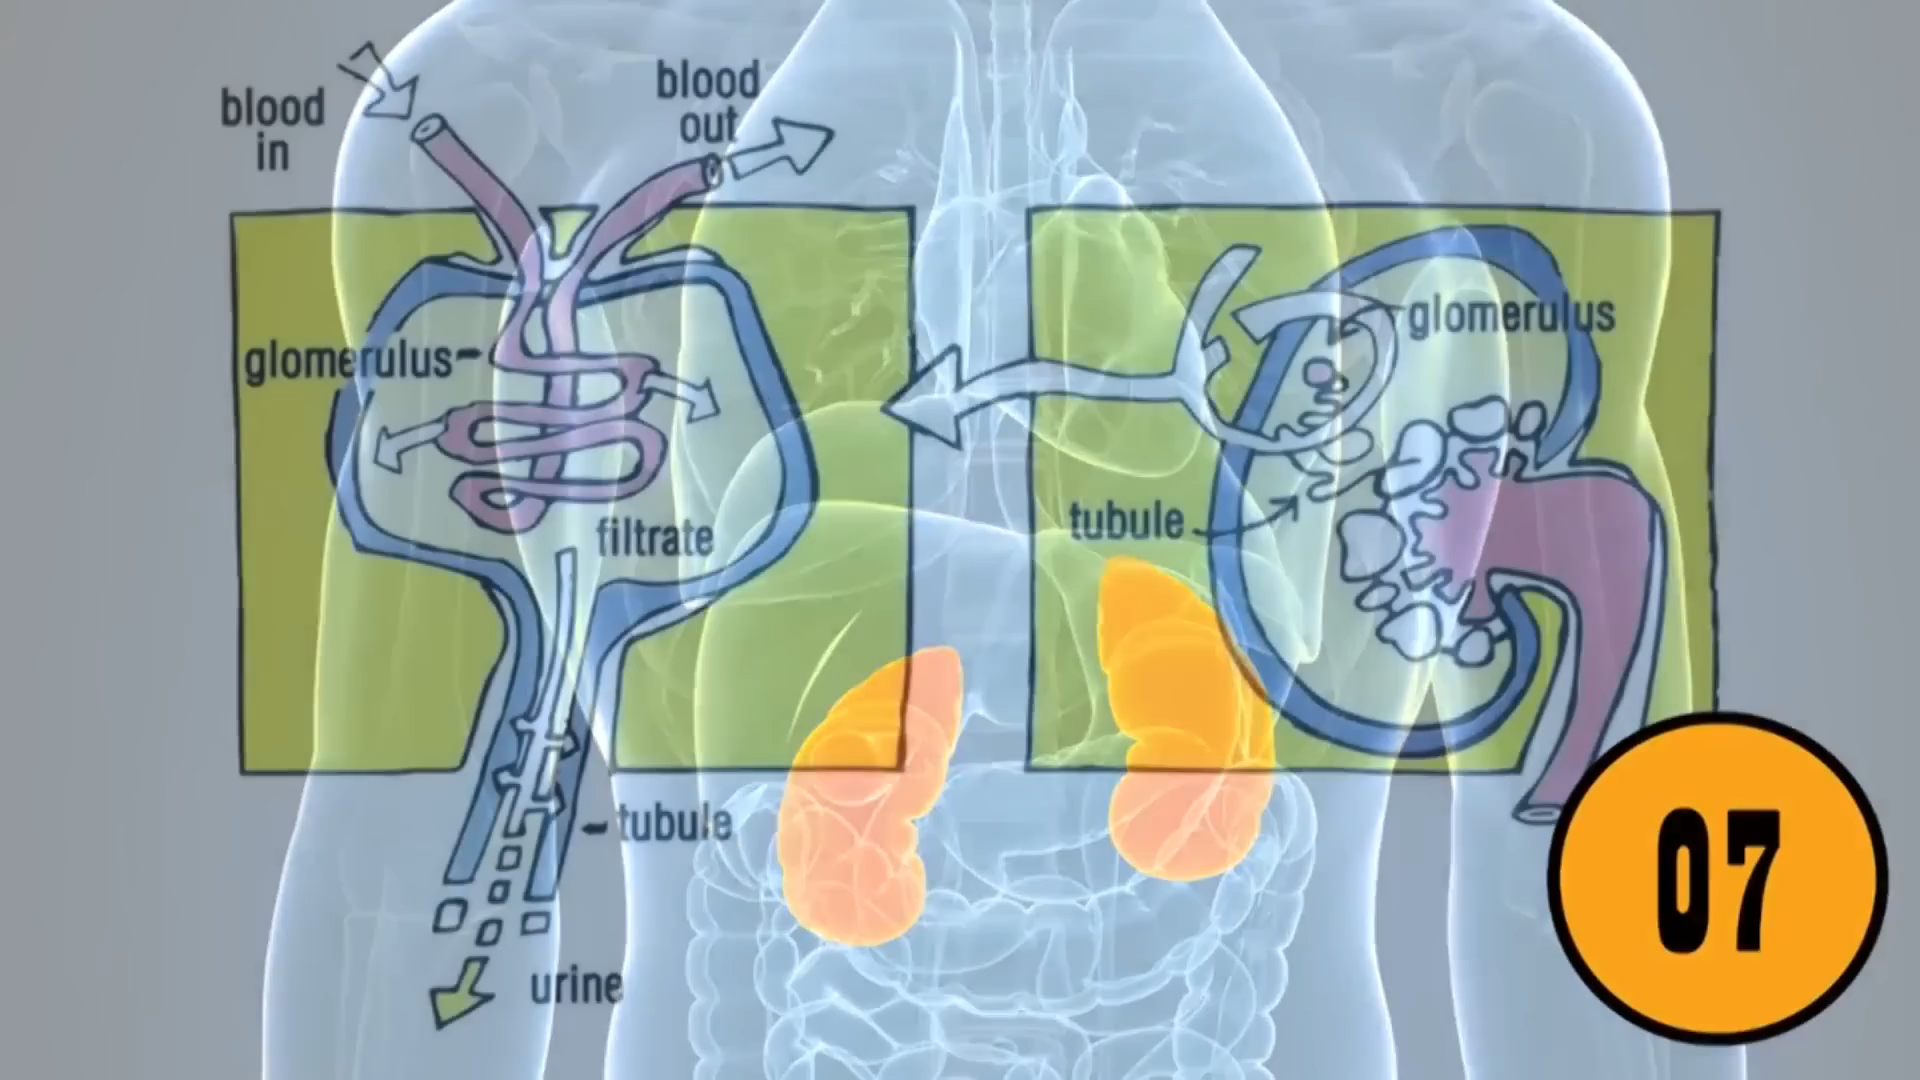 blood
in
blood
out
glomerulus
filtrate
tubule
urine
glomerulus
tubule
07